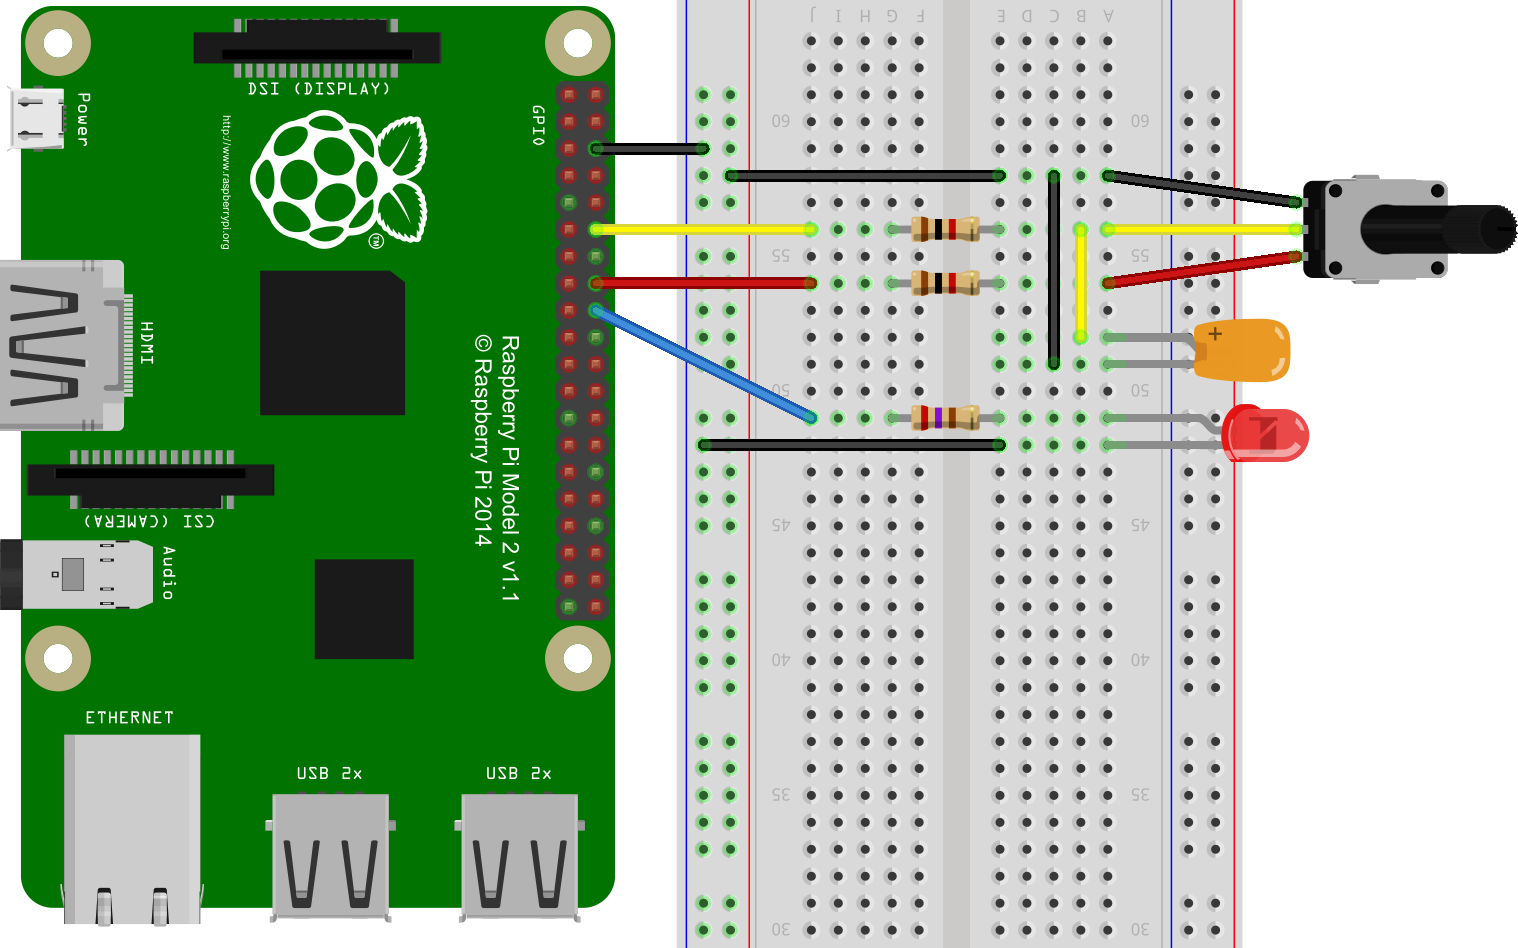 DSI (DISPLAY)
Power
http://www.raspberrypi.org
GPIO
TM
HDMI
Raspberry Pi Model 2 v1.1
© Raspberry Pi 2014
CSI (CAMERA)
Audio
ETHERNET
USB 2x
USB 2x
J I H G F E D C B A
60 60
55 55
+
50 50
45 45
40 40
35 35
30 30